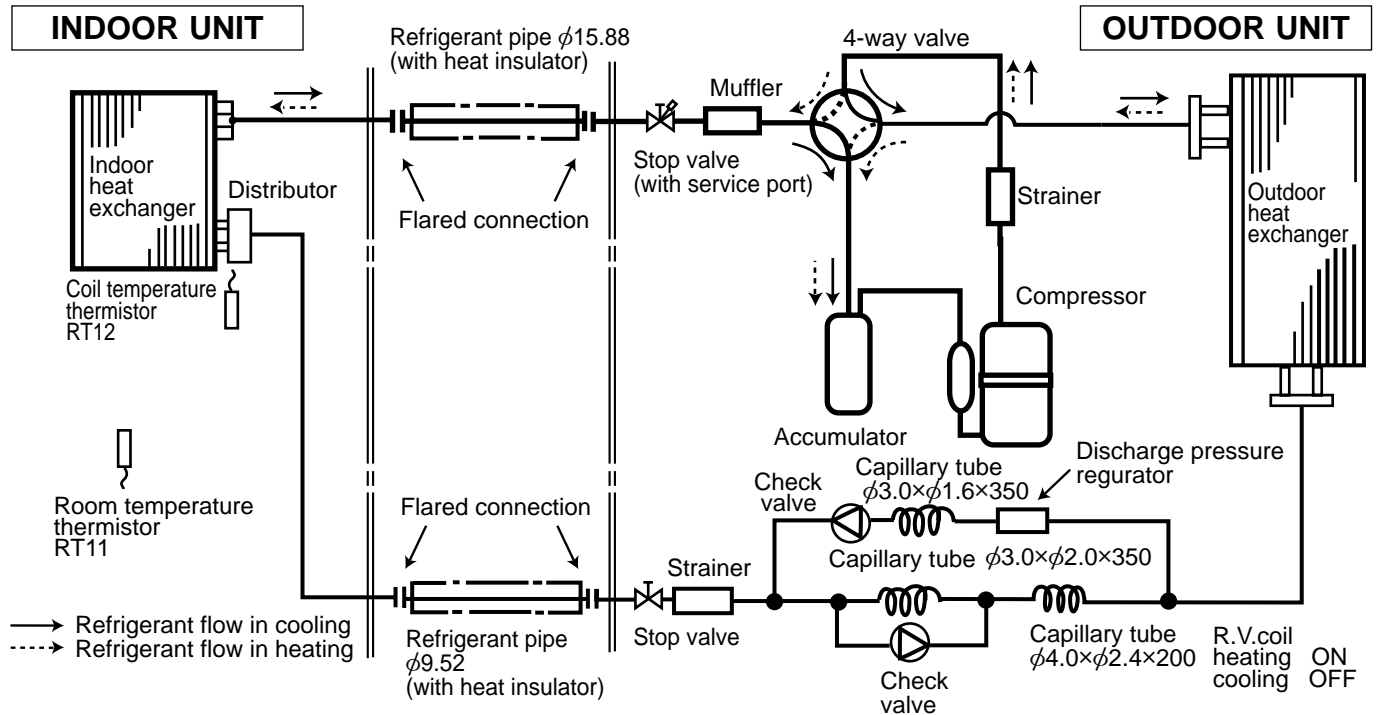 INDOOR UNIT
OUTDOOR UNIT
Refrigerant pipe ϕ15.88
(with heat insulator)
4-way valve
Muffler
Indoor
heat
exchanger
Distributor
Stop valve
(with service port)
Flared connection
Strainer
Outdoor
heat
exchanger
Coil temperature
thermistor
RT12
Compressor
Accumulator
Discharge pressure
regurator
Capillary tube
ϕ3.0×ϕ1.6×350
Check
valve
Room temperature
thermistor
RT11
Flared connection
Capillary tube ϕ3.0×ϕ2.0×350
Strainer
Stop valve
Refrigerant flow in cooling
Refrigerant flow in heating
Refrigerant pipe
ϕ9.52
(with heat insulator)
Check
valve
Capillary tube
ϕ4.0×ϕ2.4×200
R.V.coil
heating ON
cooling OFF